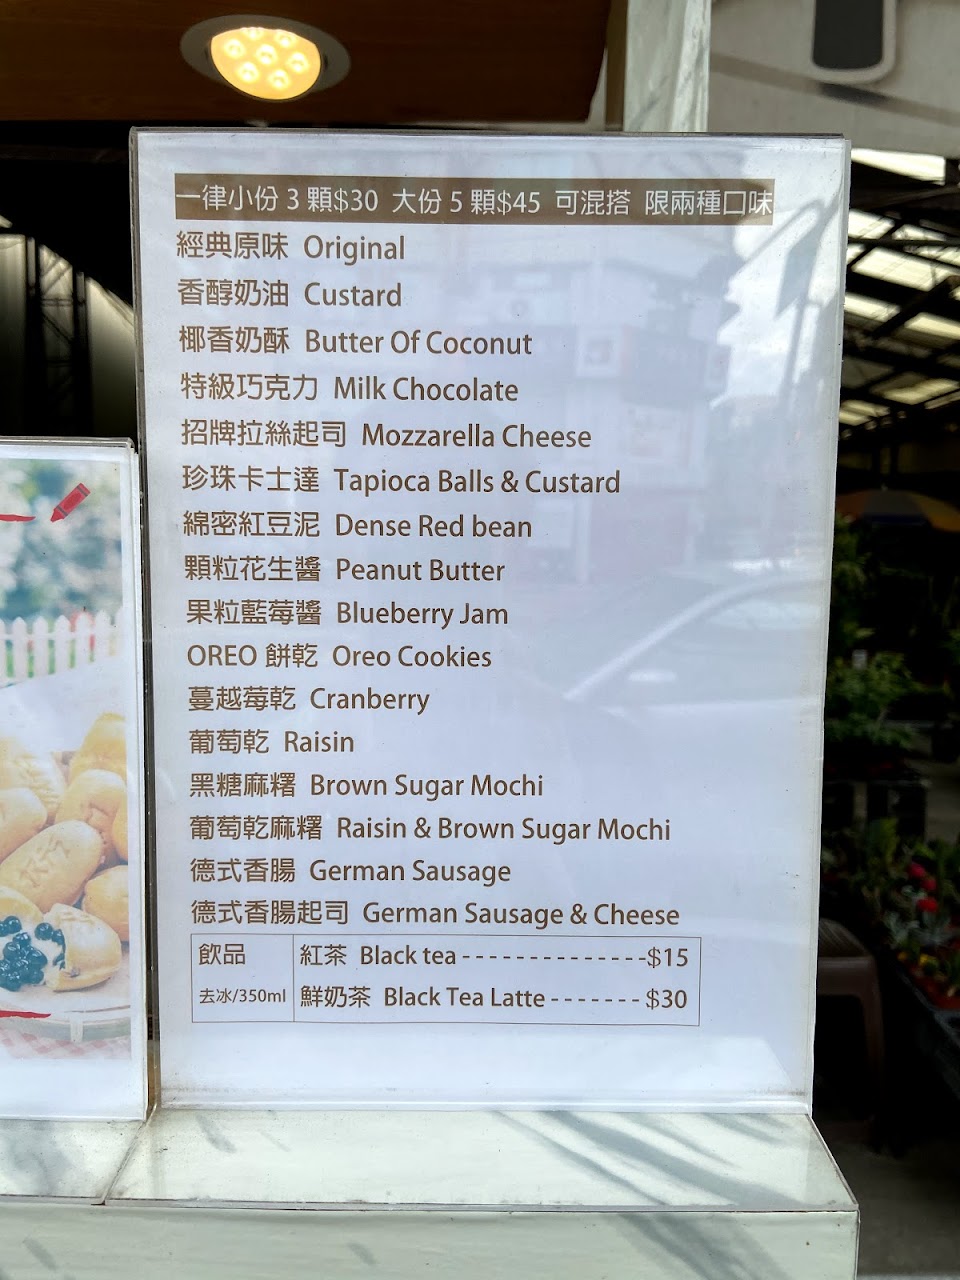 一律小份 3 顆$30 大份 5 顆$45 可混搭 限兩種口味
經典原味 Original
香醇奶油 Custard
椰香奶酥 Butter Of Coconut
特級巧克力 Milk Chocolate
招牌拉絲起司 Mozzarella Cheese
珍珠卡士達 Tapioca Balls & Custard
綿密紅豆泥 Dense Red bean
顆粒花生醬 Peanut Butter
果粒藍莓醬 Blueberry Jam
OREO 餅乾 Oreo Cookies
蔓越莓乾 Cranberry
葡萄乾 Raisin
黑糖麻糬 Brown Sugar Mochi
葡萄乾麻糬 Raisin & Brown Sugar Mochi
德式香腸 German Sausage
德式香腸起司 German Sausage & Cheese
飲品 紅茶 Black tea - - - - - - - - - - - - - -$15
去冰/350ml 鮮奶茶 Black Tea Latte - - - - - - - $30